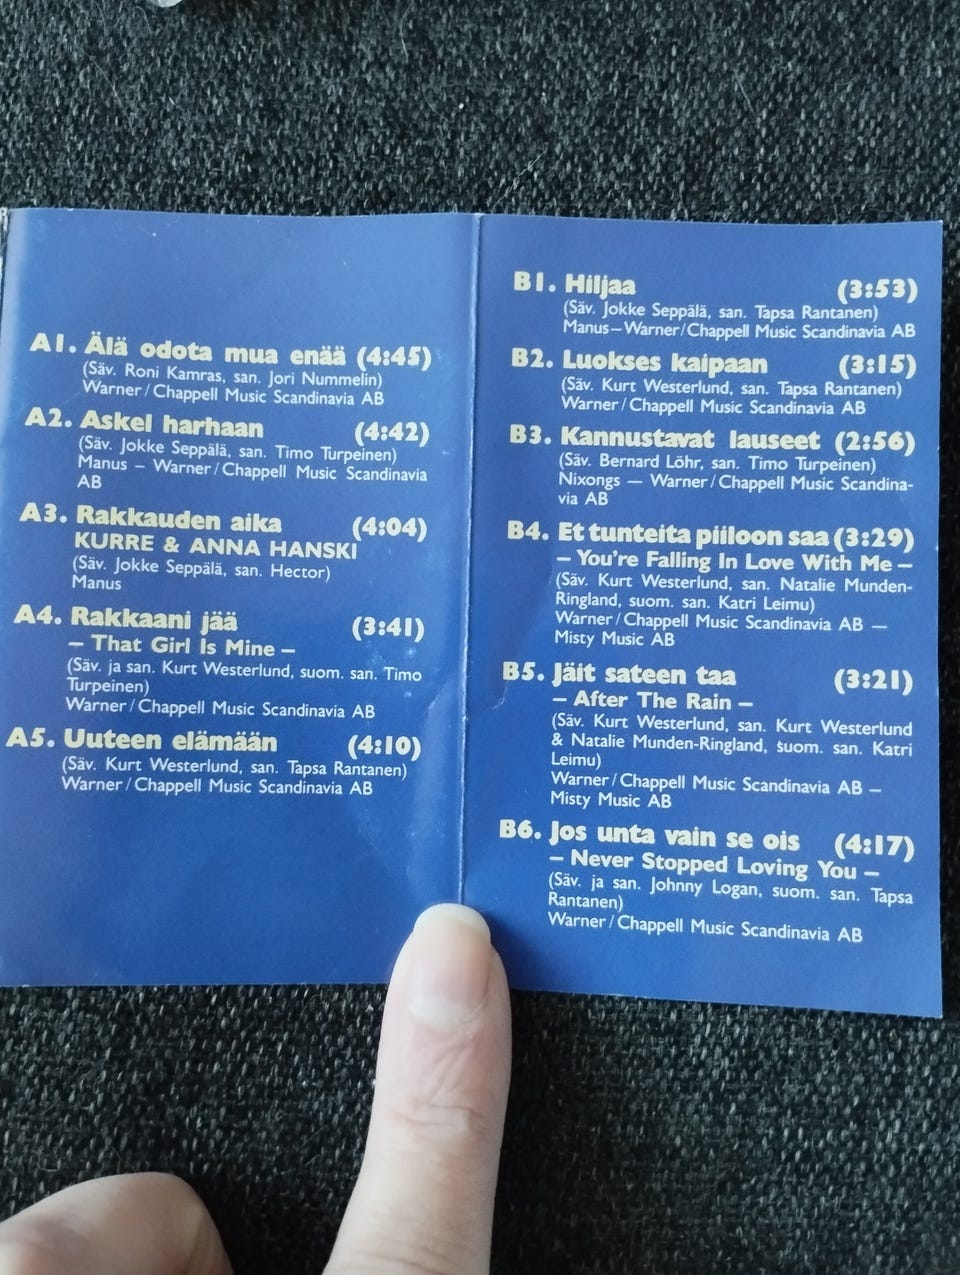 A1. Älä odota mua enää (4:45)
(Säv. Roni Kamras, san. Jori Nummelin)
Warner/Chappell Music Scandinavia AB
A2. Askel harhaan (4:42)
(Säv. Jokke Seppälä, san. Timo Turpeinen)
Manus – Warner/Chappell Music Scandinavia
AB
A3. Rakkauden aika (4:04)
KURRE & ANNA HANSKI
(Säv. Jokke Seppälä, san. Hector)
Manus
A4. Rakkaani jää (3:41)
– That Girl Is Mine –
(Säv. ja san. Kurt Westerlund, suom. san. Timo
Turpeinen)
Warner/Chappell Music Scandinavia AB
A5. Uuteen elämään (4:10)
(Säv. Kurt Westerlund, san. Tapsa Rantanen)
Warner/Chappell Music Scandinavia AB
B1. Hiljaa (3:53)
(Säv. Jokke Seppälä, san. Tapsa Rantanen)
Manus–Warner/Chappell Music Scandinavia AB
B2. Luokses kaipaan (3:15)
(Säv. Kurt Westerlund, san. Tapsa Rantanen)
Warner/Chappell Music Scandinavia AB
B3. Kannustavat lauseet (2:56)
(Säv. Bernard Löhr, san. Timo Turpeinen)
Nixongs — Warner/Chappell Music Scandina-
via AB
B4. Et tunteita piiloon saa (3:29)
– You're Falling In Love With Me –
(Säv. Kurt Westerlund, san. Natalie Munden-
Ringland, suom. san. Katri Leimu)
Warner/Chappell Music Scandinavia AB —
Misty Music AB
B5. Jäit sateen taa (3:21)
– After The Rain –
(Säv. Kurt Westerlund, san. Kurt Westerlund
& Natalie Munden-Ringland, suom. san. Katri
Leimu)
Warner/Chappell Music Scandinavia AB –
Misty Music AB
B6. Jos unta vain se ois (4:17)
– Never Stopped Loving You –
(Säv. ja san. Johnny Logan, suom. san. Tapsa
Rantanen)
Warner/Chappell Music Scandinavia AB